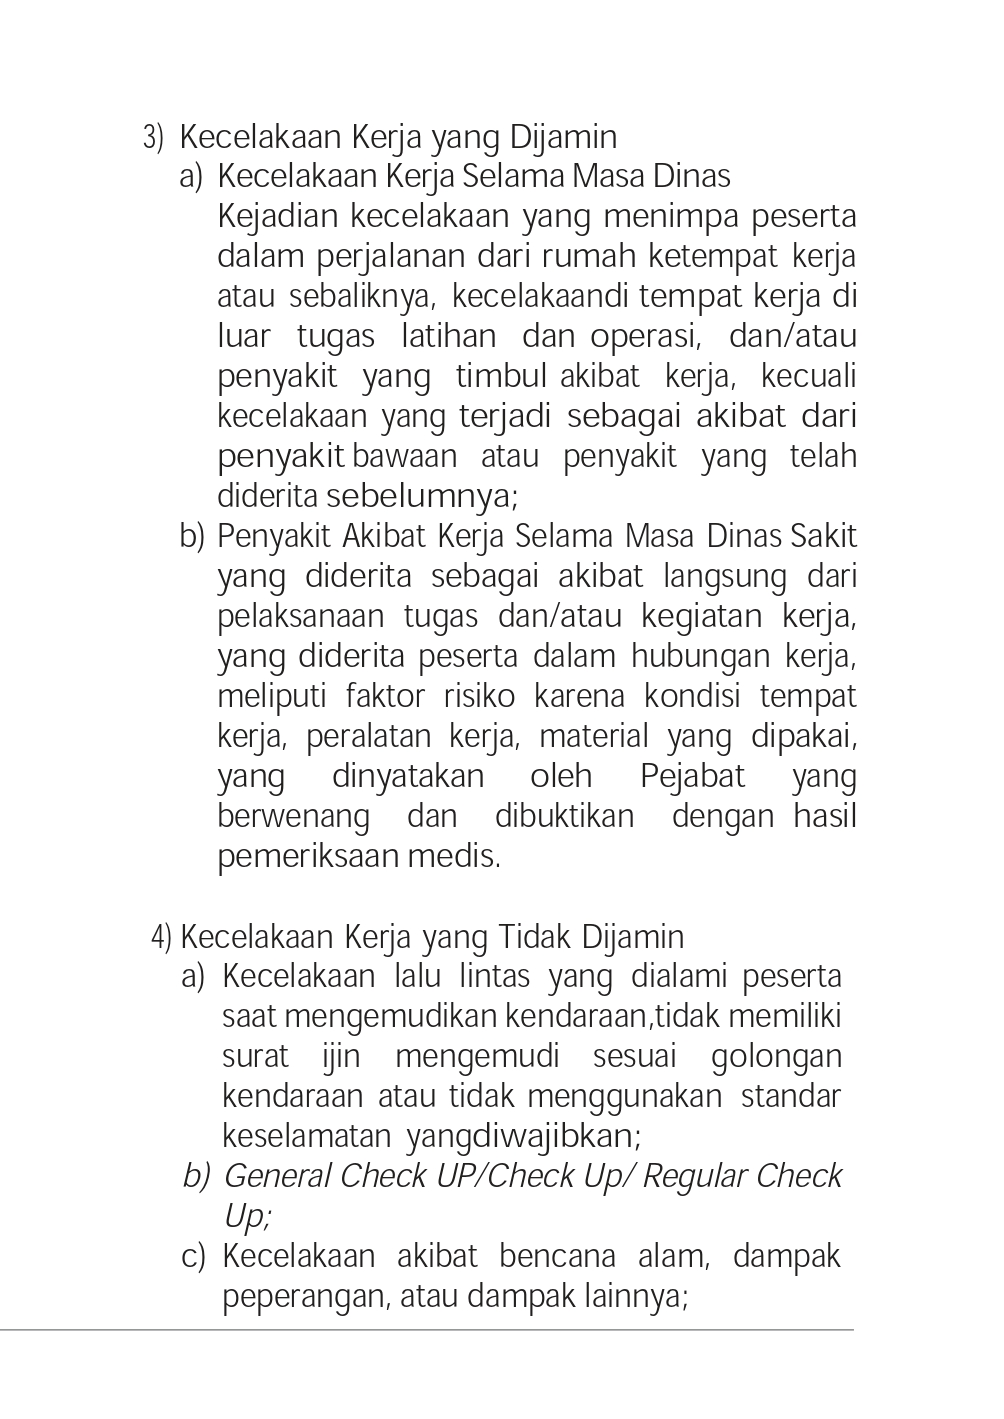 3) Kecelakaan Kerja yang Dijamin
a) Kecelakaan Kerja Selama Masa Dinas
Kejadian kecelakaan yang menimpa peserta
dalam perjalanan dari rumah ketempat kerja
atau sebaliknya, kecelakaandi tempat kerja di
luar tugas latihan dan operasi, dan/atau
penyakit yang timbul akibat kerja, kecuali
kecelakaan yang terjadi sebagai akibat dari
penyakit bawaan atau penyakit yang telah
diderita sebelumnya;
b) Penyakit Akibat Kerja Selama Masa Dinas Sakit
yang diderita sebagai akibat langsung dari
pelaksanaan tugas dan/atau kegiatan kerja,
yang diderita peserta dalam hubungan kerja,
meliputi faktor risiko karena kondisi tempat
kerja, peralatan kerja, material yang dipakai,
yang dinyatakan oleh Pejabat yang
berwenang dan dibuktikan dengan hasil
pemeriksaan medis.
4) Kecelakaan Kerja yang Tidak Dijamin
a) Kecelakaan lalu lintas yang dialami peserta
saat mengemudikan kendaraan,tidak memiliki
surat ijin mengemudi sesuai golongan
kendaraan atau tidak menggunakan standar
keselamatan yangdiwajibkan;
b) General Check UP/Check Up/ Regular Check
Up;
c) Kecelakaan akibat bencana alam, dampak
peperangan, atau dampak lainnya;